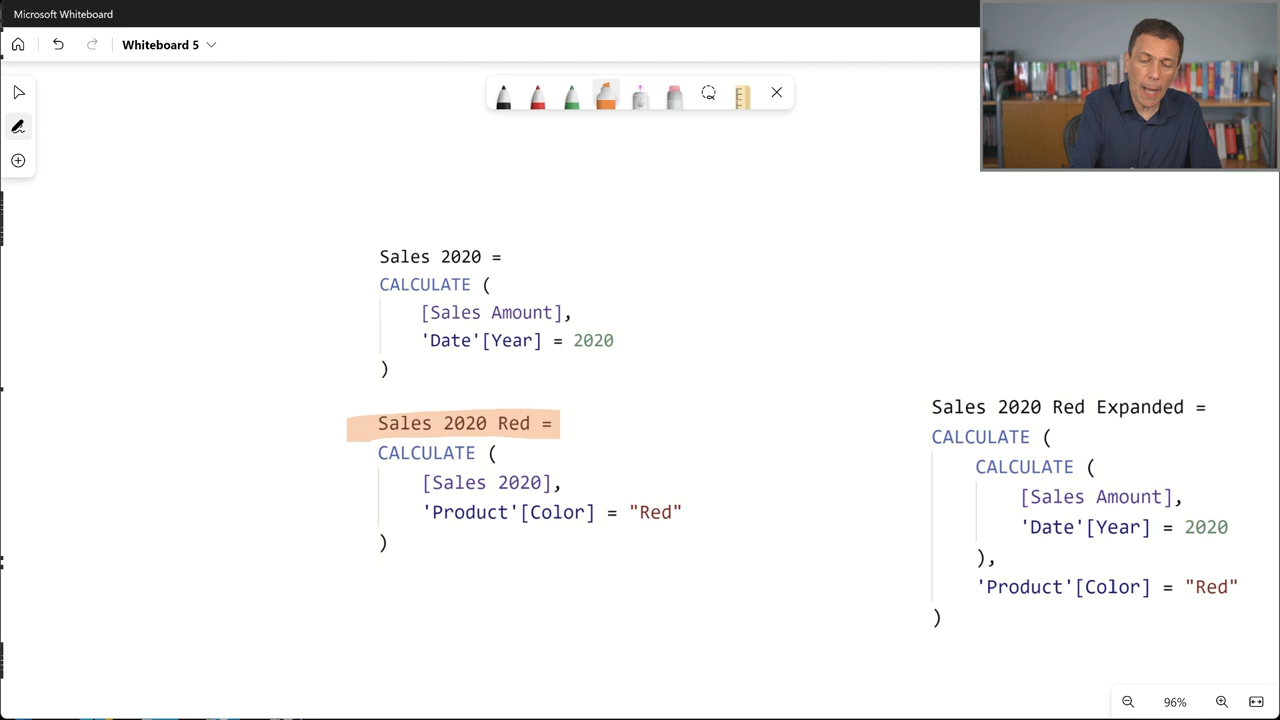 Microsoft Whiteboard
Whiteboard 5
Sales 2020 =
CALCULATE (
[Sales Amount],
'Date'[Year] = 2020
)
Sales 2020 Red =
CALCULATE (
[Sales 2020],
'Product'[Color] = "Red"
)
Sales 2020 Red Expanded =
CALCULATE (
CALCULATE (
[Sales Amount],
'Date'[Year] = 2020
),
'Product'[Color] = "Red"
)
96%